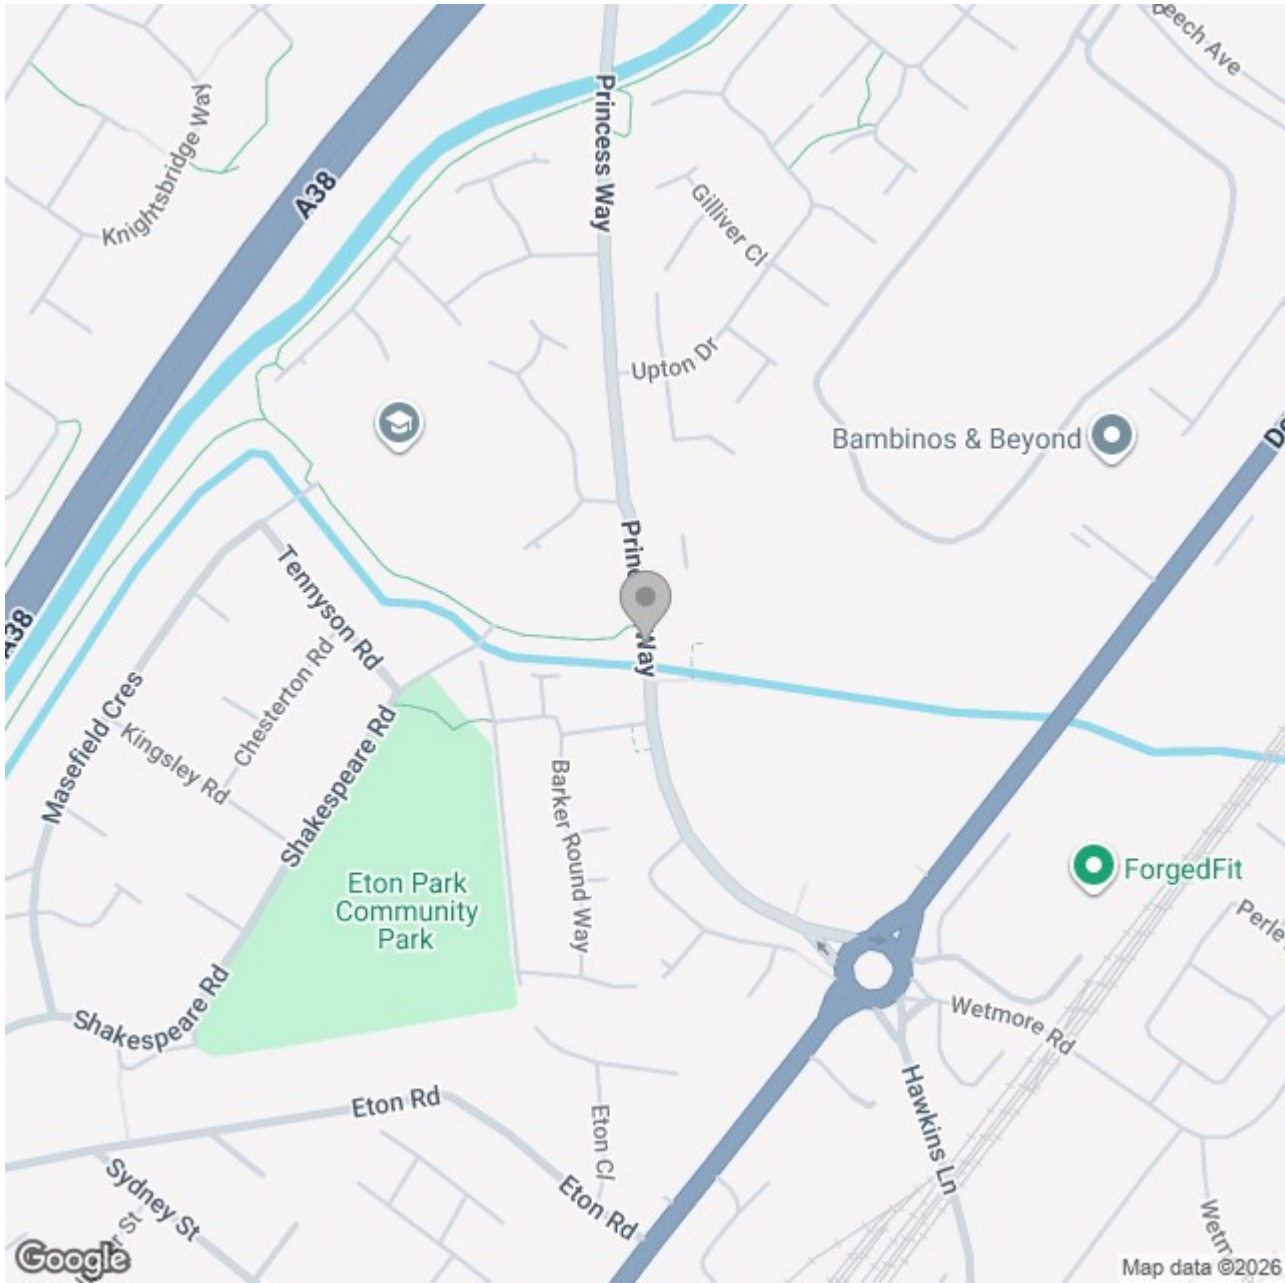 Beech Ave
Princess Way
Knightsbridge Way
A38
Gilliver Cl
Upton Dr
Bambinos & Beyond
Way
Tennyson Rd
A38
Chesterton Rd
Masefield Cres
Kingsley Rd
Shakespeare Rd
Barker Round Way
ForgedFit
Eton Park
Community
Park
Shakespeare Rd
Wetmore Rd
Hawkins Ln
Eton Rd
Eton Cl
Sydney St
Eton Rd
Google
Map data ©2026